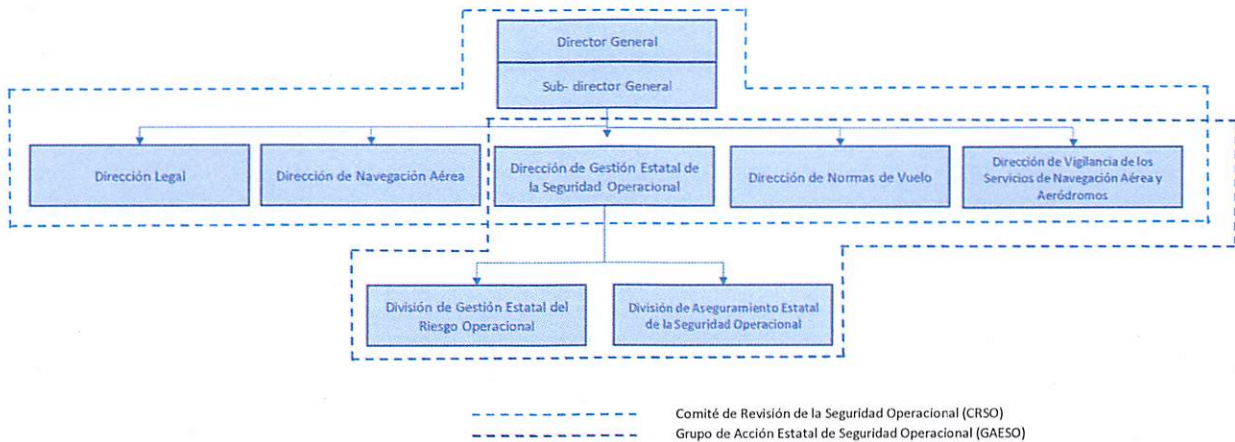 Director General
Sub- director General
Dirección Legal
Dirección de Navegación Aérea
Dirección de Gestión Estatal de
la Seguridad Operacional
Dirección de Normas de Vuelo
Dirección de Vigilancia de los
Servicios de Navegación Aérea y
Aeródromos
División de Gestión Estatal del
Riesgo Operacional
División de Aseguramiento Estatal
de la Seguridad Operacional
Comité de Revisión de la Seguridad Operacional (CRSO)
Grupo de Acción Estatal de Seguridad Operacional (GAESO)